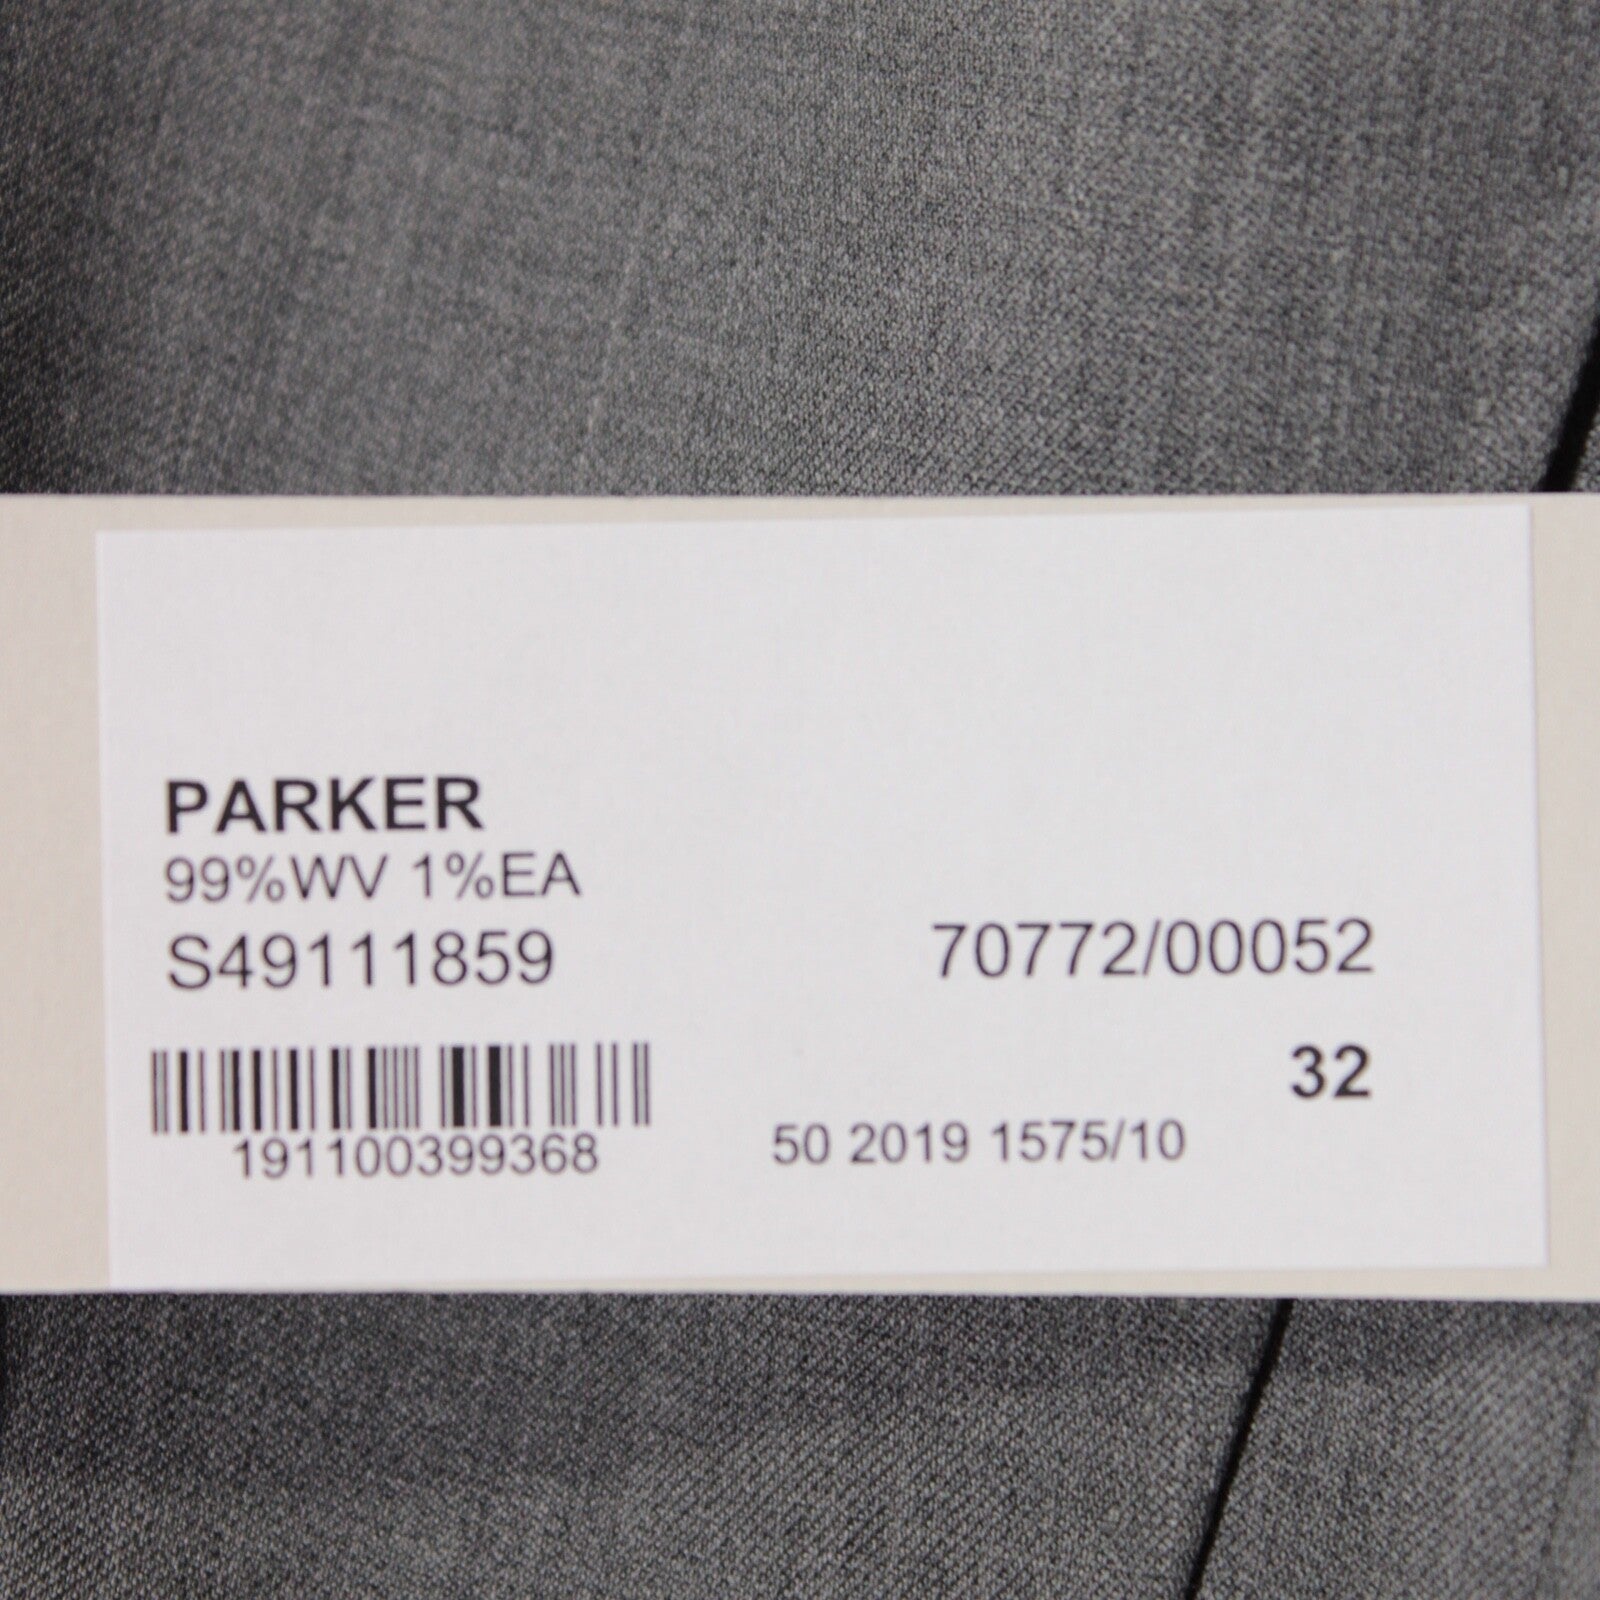 PARKER
99%WV 1%EA
S49111859 70772/00052
32
191100399368 50 2019 1575/10